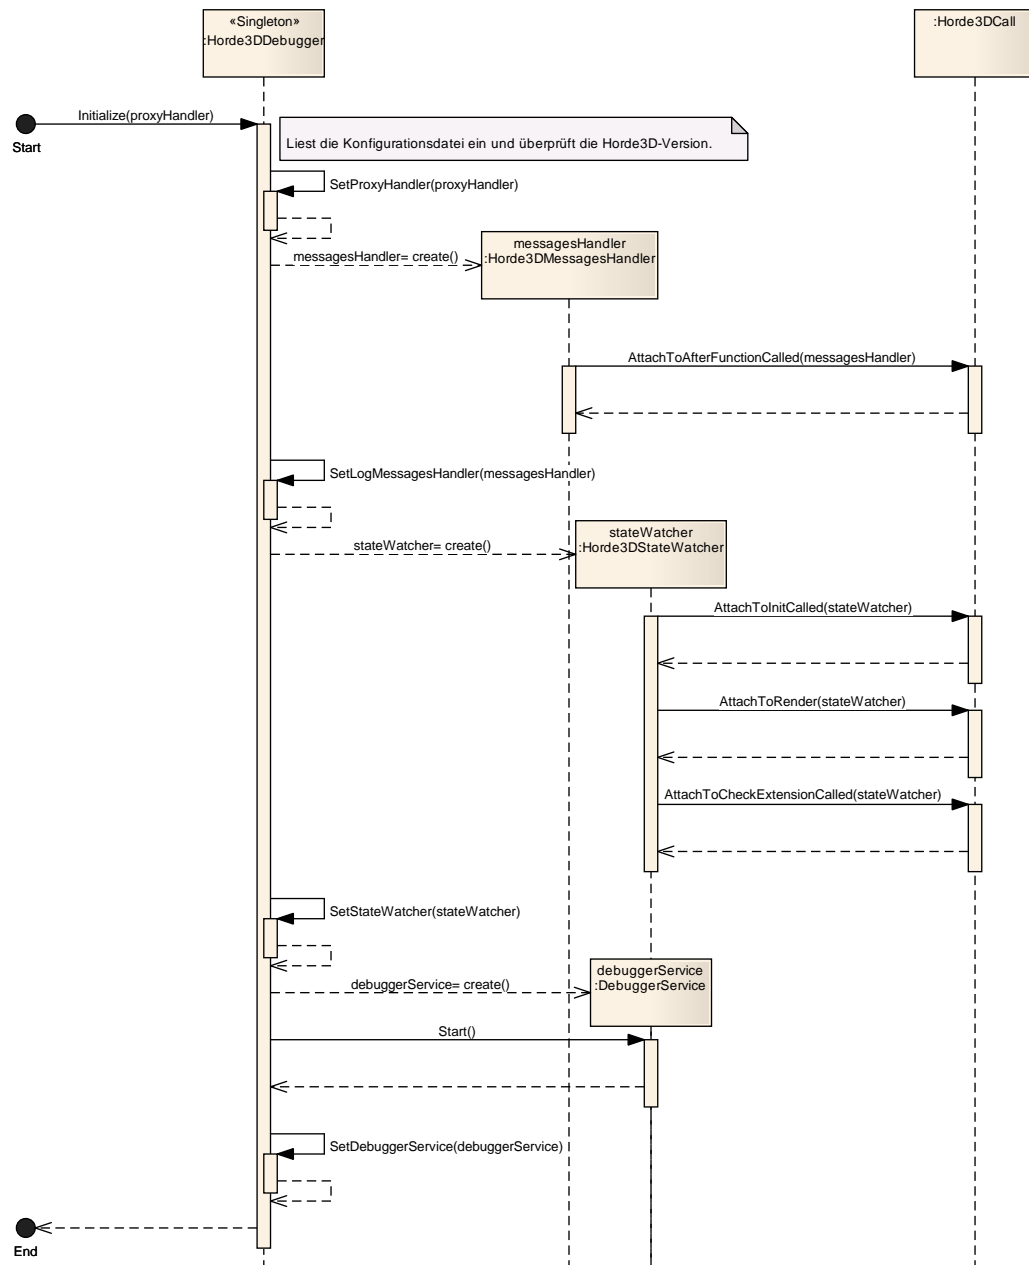 «Singleton»
:Horde3DDebugger
:Horde3DCall
Initialize(proxyHandler)
Start
Liest die Konfigurationsdatei ein und überprüft die Horde3D-Version.
SetProxyHandler(proxyHandler)
messagesHandler
:Horde3DMessagesHandler
messagesHandler= create()
AttachToAfterFunctionCalled(messagesHandler)
SetLogMessagesHandler(messagesHandler)
stateWatcher
:Horde3DStateWatcher
stateWatcher= create()
AttachToInitCalled(stateWatcher)
AttachToRender(stateWatcher)
AttachToCheckExtensionCalled(stateWatcher)
SetStateWatcher(stateWatcher)
debuggerService
:DebuggerService
debuggerService= create()
Start()
SetDebuggerService(debuggerService)
End